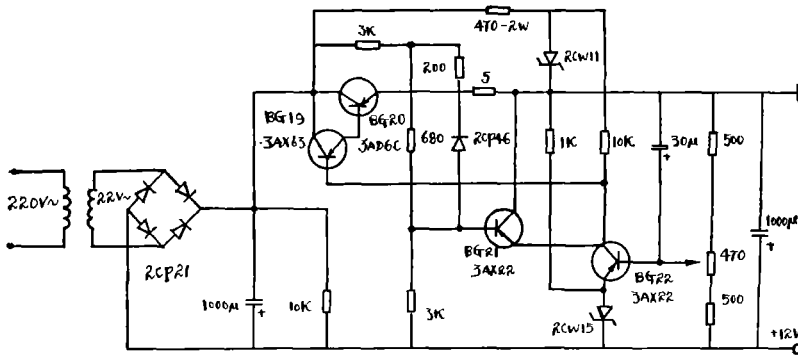 470-2W
3K
2CW11
200
5
BG19
3AX63
BG20
3AD6C
680
2CP46
1K
10K
30μ
+
500
220V~
22V~
2CP21
BG21
3AX22
BG22
3AX22
470
1000μ
+
1000μ
+
10K
3K
2CW15
500
+12V